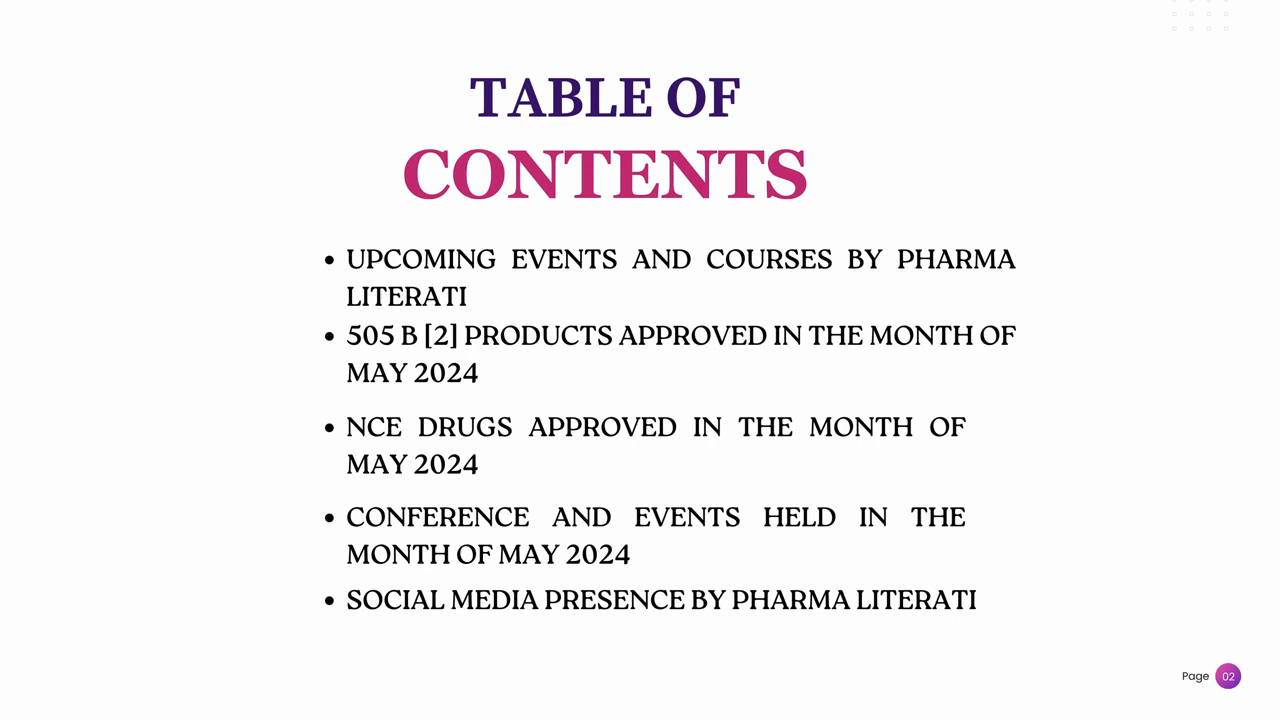 TABLE OF
CONTENTS
• UPCOMING EVENTS AND COURSES BY PHARMA
LITERATI
• 505 B [2] PRODUCTS APPROVED IN THE MONTH OF
MAY 2024
• NCE DRUGS APPROVED IN THE MONTH OF
MAY 2024
• CONFERENCE AND EVENTS HELD IN THE
MONTH OF MAY 2024
• SOCIAL MEDIA PRESENCE BY PHARMA LITERATI
Page 02